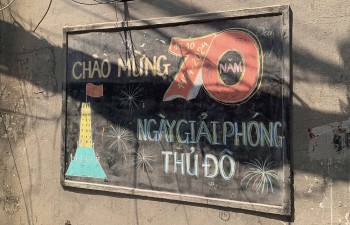 CHÀO MỪNG
70
NĂM
NGÀY GIẢI PHÓNG
THỦ ĐÔ